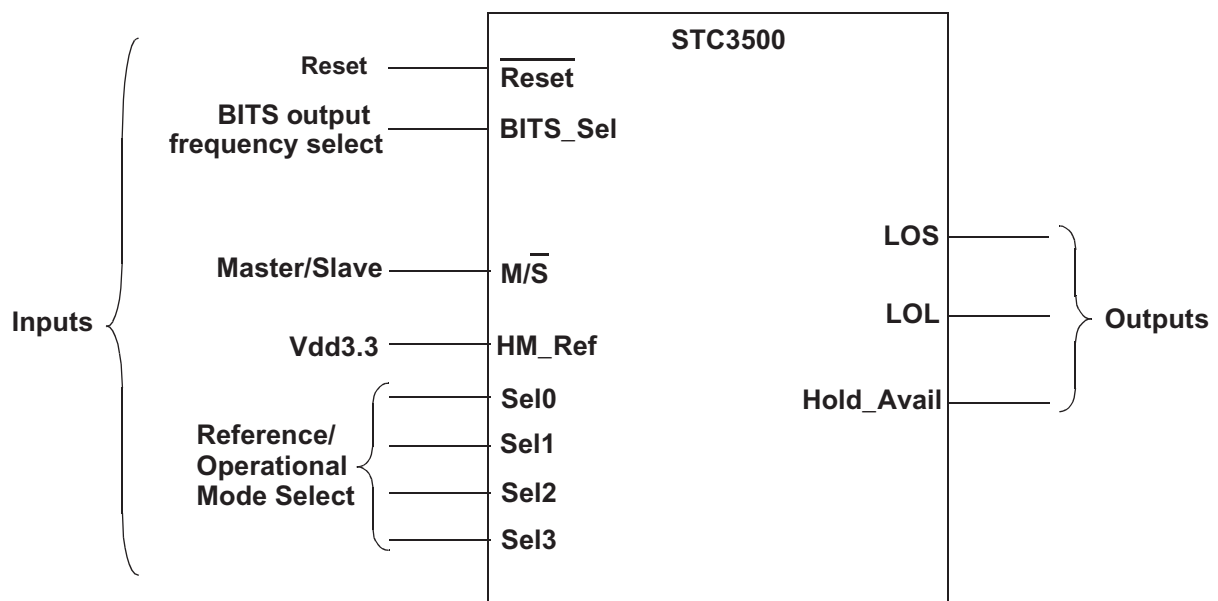 STC3500
Reset
Reset
BITS output
frequency select
BITS_Sel
LOS
Master/Slave
M/S
Inputs
LOL
Outputs
Vdd3.3
HM_Ref
Sel0
Hold_Avail
Reference/
Operational
Mode Select
Sel1
Sel2
Sel3